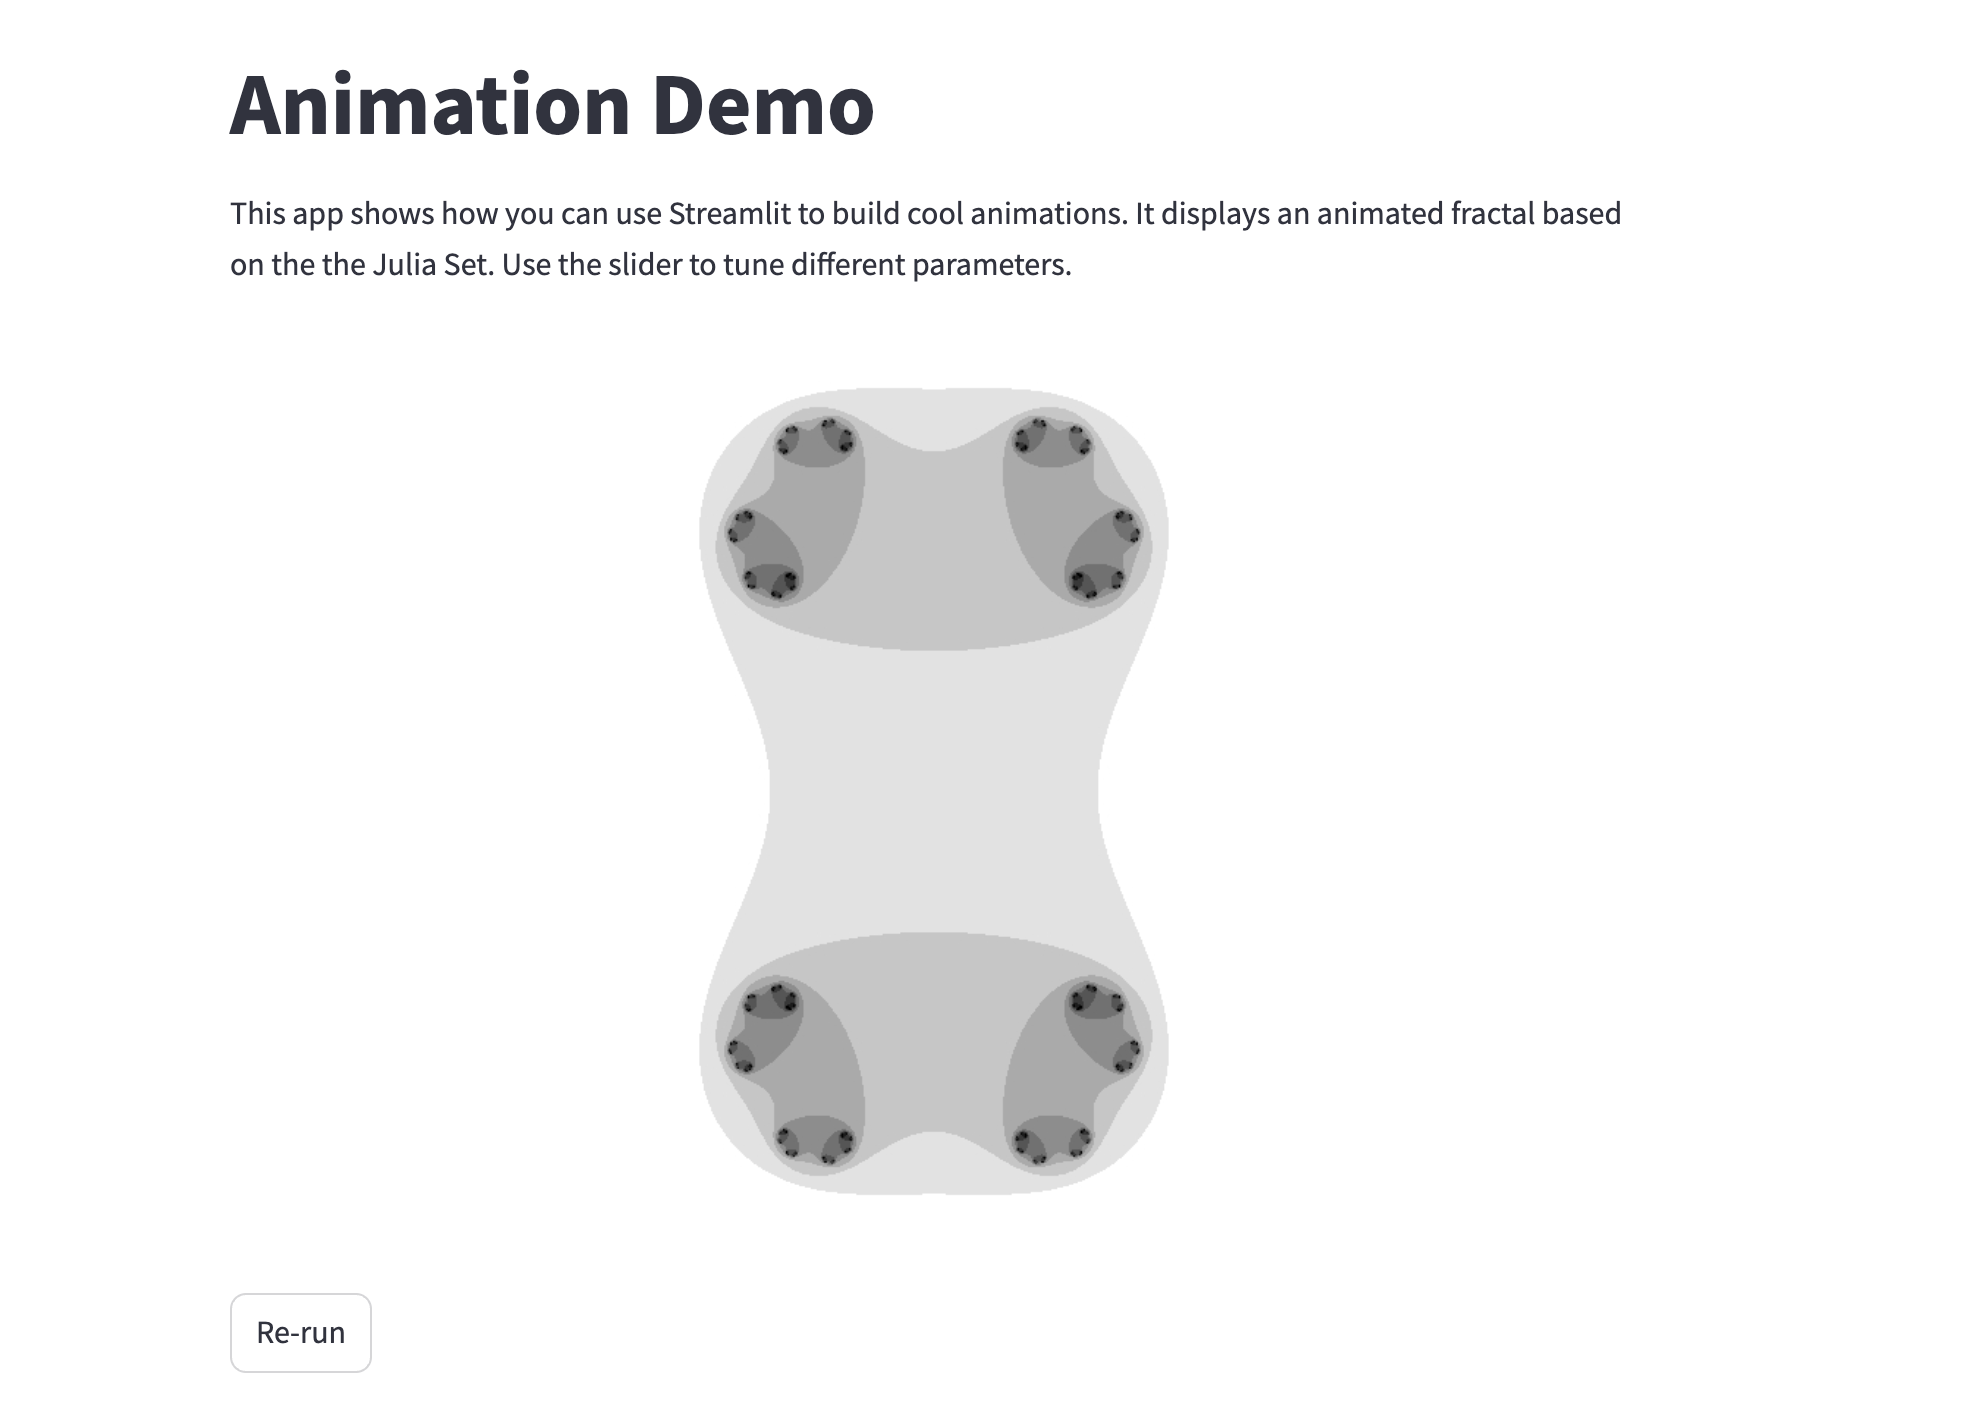 Animation Demo
This app shows how you can use Streamlit to build cool animations. It displays an animated fractal based
on the the Julia Set. Use the slider to tune different parameters.
Re-run